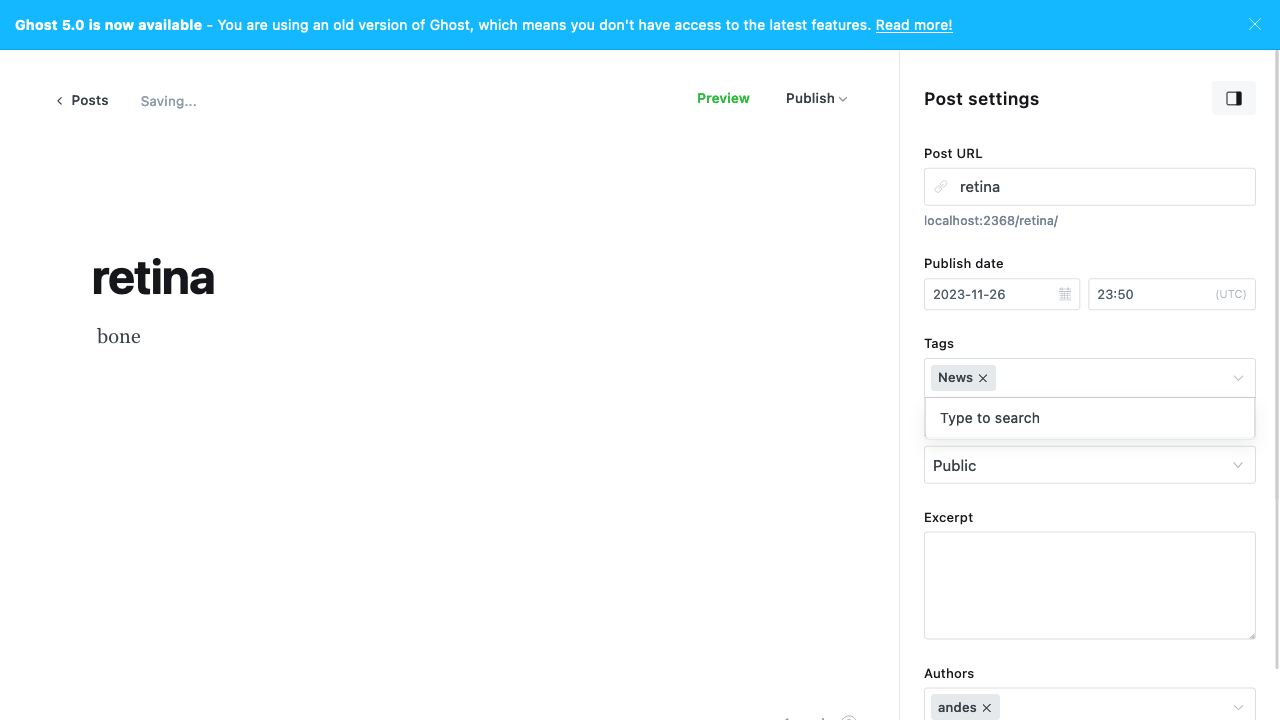 Ghost 5.0 is now available - You are using an old version of Ghost, which means you don't have access to the latest features. Read more!
Posts
Saving...
Preview
Publish
Post settings
Post URL
retina
localhost:2368/retina/
Publish date
2023-11-26
23:50
(UTC)
Tags
News
Type to search
Public
Excerpt
Authors
andes
retina
bone